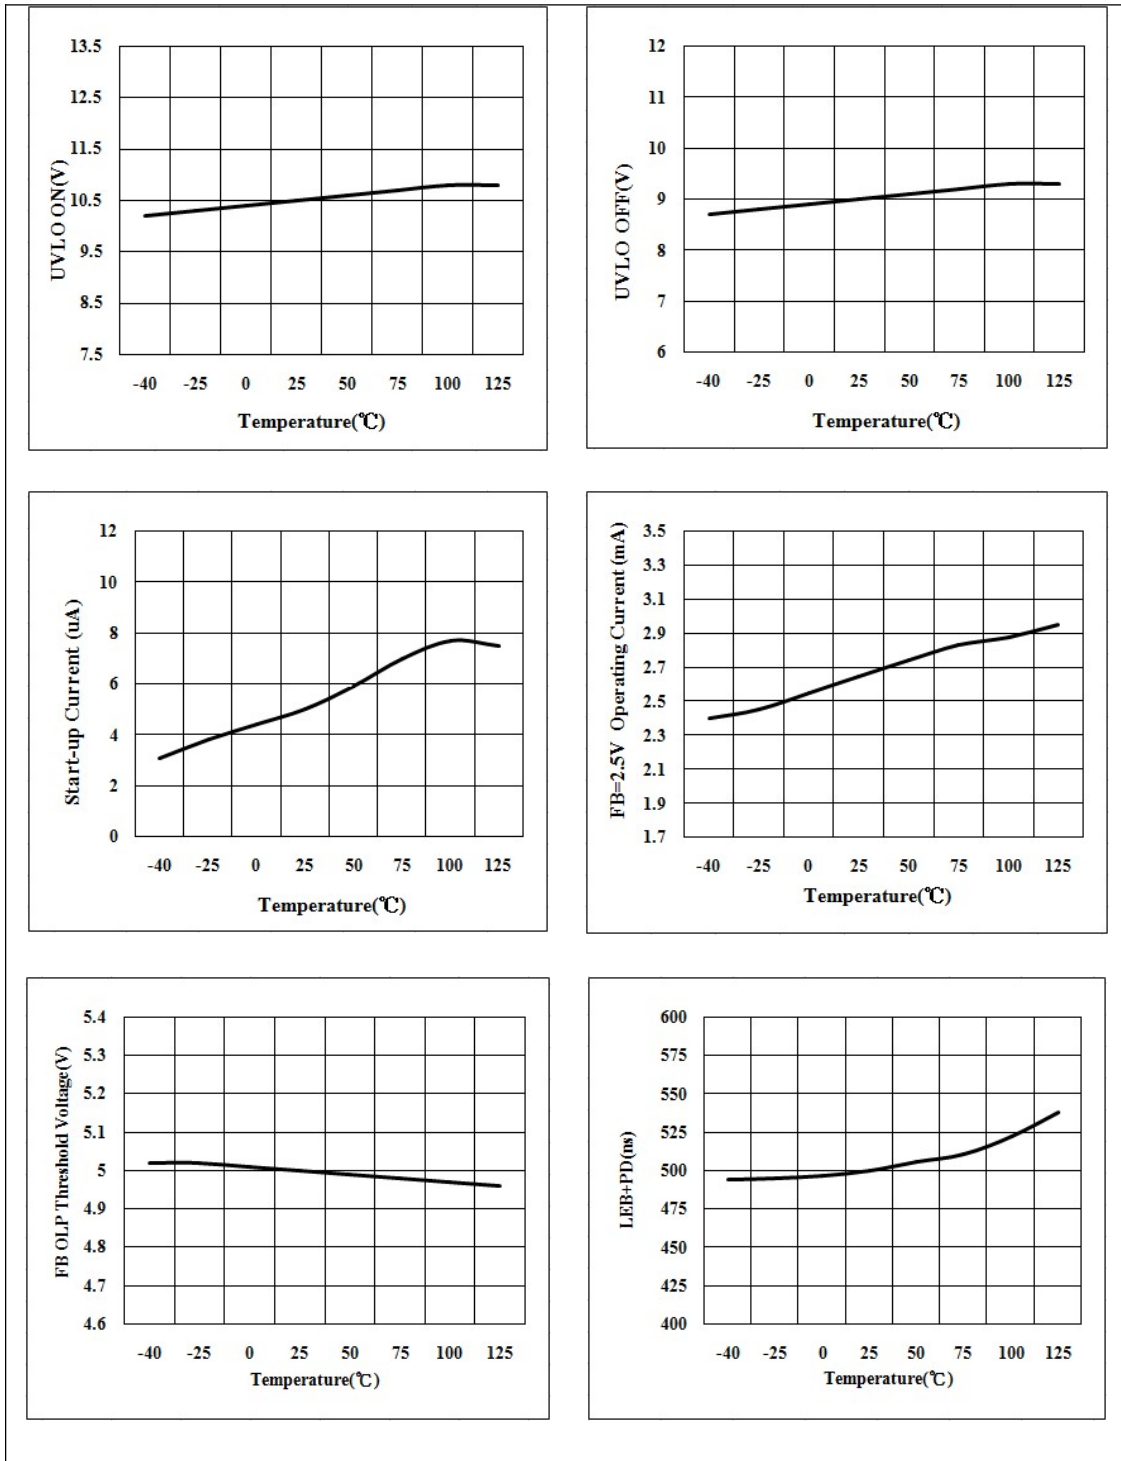 13.5
12.5
11.5
10.5
9.5
8.5
7.5
UVLO ON(V)
-40 -25 0 25 50 75 100 125
Temperature(℃)
12
11
10
9
8
7
6
UVLO OFF(V)
-40 -25 0 25 50 75 100 125
Temperature(℃)
12
10
8
6
4
2
0
Start-up Current (uA)
-40 -25 0 25 50 75 100 125
Temperature(℃)
3.5
3.3
3.1
2.9
2.7
2.5
2.3
2.1
1.9
1.7
FB=2.5V Operating Current (mA)
-40 -25 0 25 50 75 100 125
Temperature(℃)
5.4
5.3
5.2
5.1
5
4.9
4.8
4.7
4.6
FB OLP Threshold Voltage(V)
-40 -25 0 25 50 75 100 125
Temperature(℃)
600
575
550
525
500
475
450
425
400
LEB+PD(ns)
-40 -25 0 25 50 75 100 125
Temperature(℃)